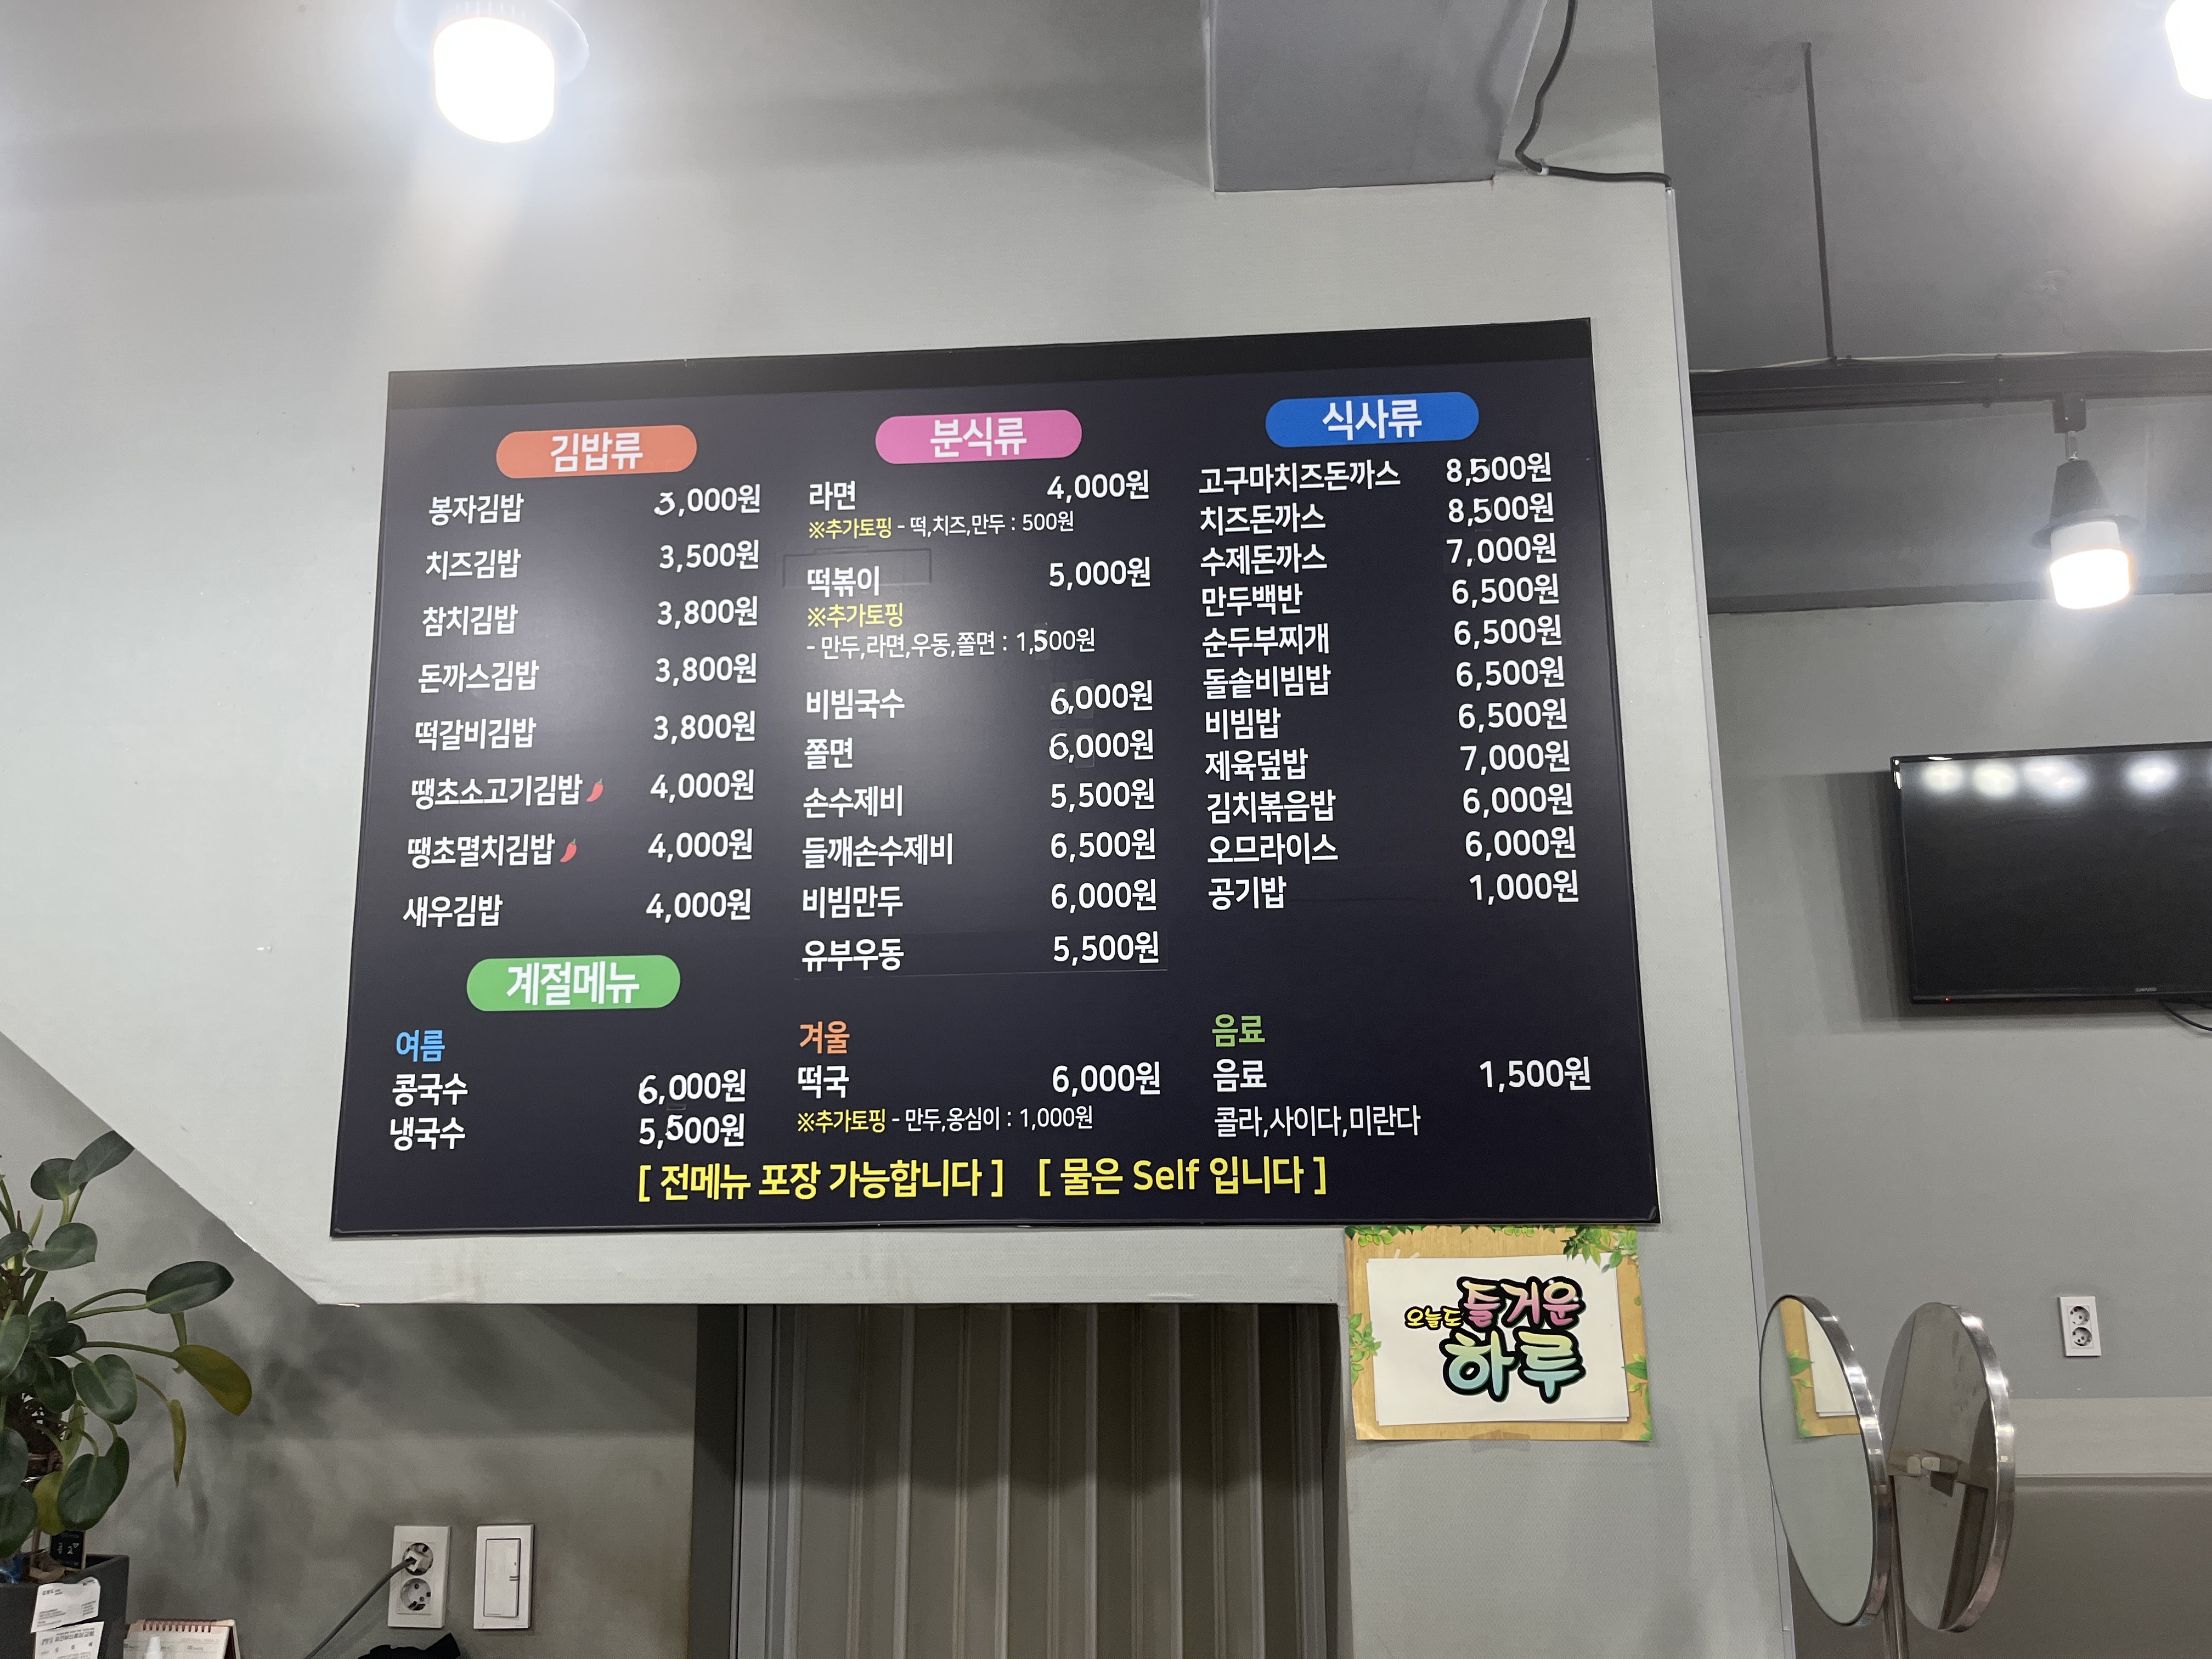 김밥류
봉자김밥 3,000원
치즈김밥 3,500원
참치김밥 3,800원
돈까스김밥 3,800원
떡갈비김밥 3,800원
땡초소고기김밥 4,000원
땡초멸치김밥 4,000원
새우김밥 4,000원
분식류
라면 4,000원
※추가토핑 - 떡,치즈,만두 : 500원
떡볶이 5,000원
※추가토핑
- 만두,라면,우동,쫄면 : 1,500원
비빔국수 6,000원
쫄면 6,000원
손수제비 5,500원
들깨손수제비 6,500원
비빔만두 6,000원
유부우동 5,500원
식사류
고구마치즈돈까스 8,500원
치즈돈까스 8,500원
수제돈까스 7,000원
만두백반 6,500원
순두부찌개 6,500원
돌솥비빔밥 6,500원
비빔밥 6,500원
제육덮밥 7,000원
김치볶음밥 6,000원
오므라이스 6,000원
공기밥 1,000원
계절메뉴
여름
콩국수 6,000원
냉국수 5,500원
겨울
떡국 6,000원
※추가토핑 - 만두,옹심이 : 1,000원
음료
음료 1,500원
콜라,사이다,미란다
[ 전메뉴 포장 가능합니다 ] [ 물은 Self 입니다 ]
오늘도 즐거운
하루